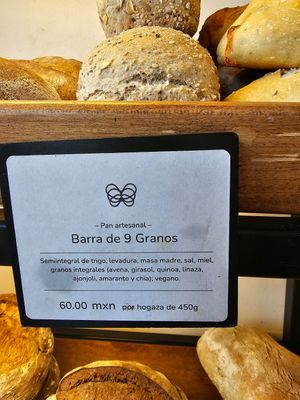 – Pan artesanal –
Barra de 9 Granos
Semiintegral de trigo, levadura, masa madre, sal, miel,
granos integrales (avena, girasol, quinoa, linaza,
ajonjolí, amaranto y chía); vegano.
60.00 mxn por hogaza de 450g